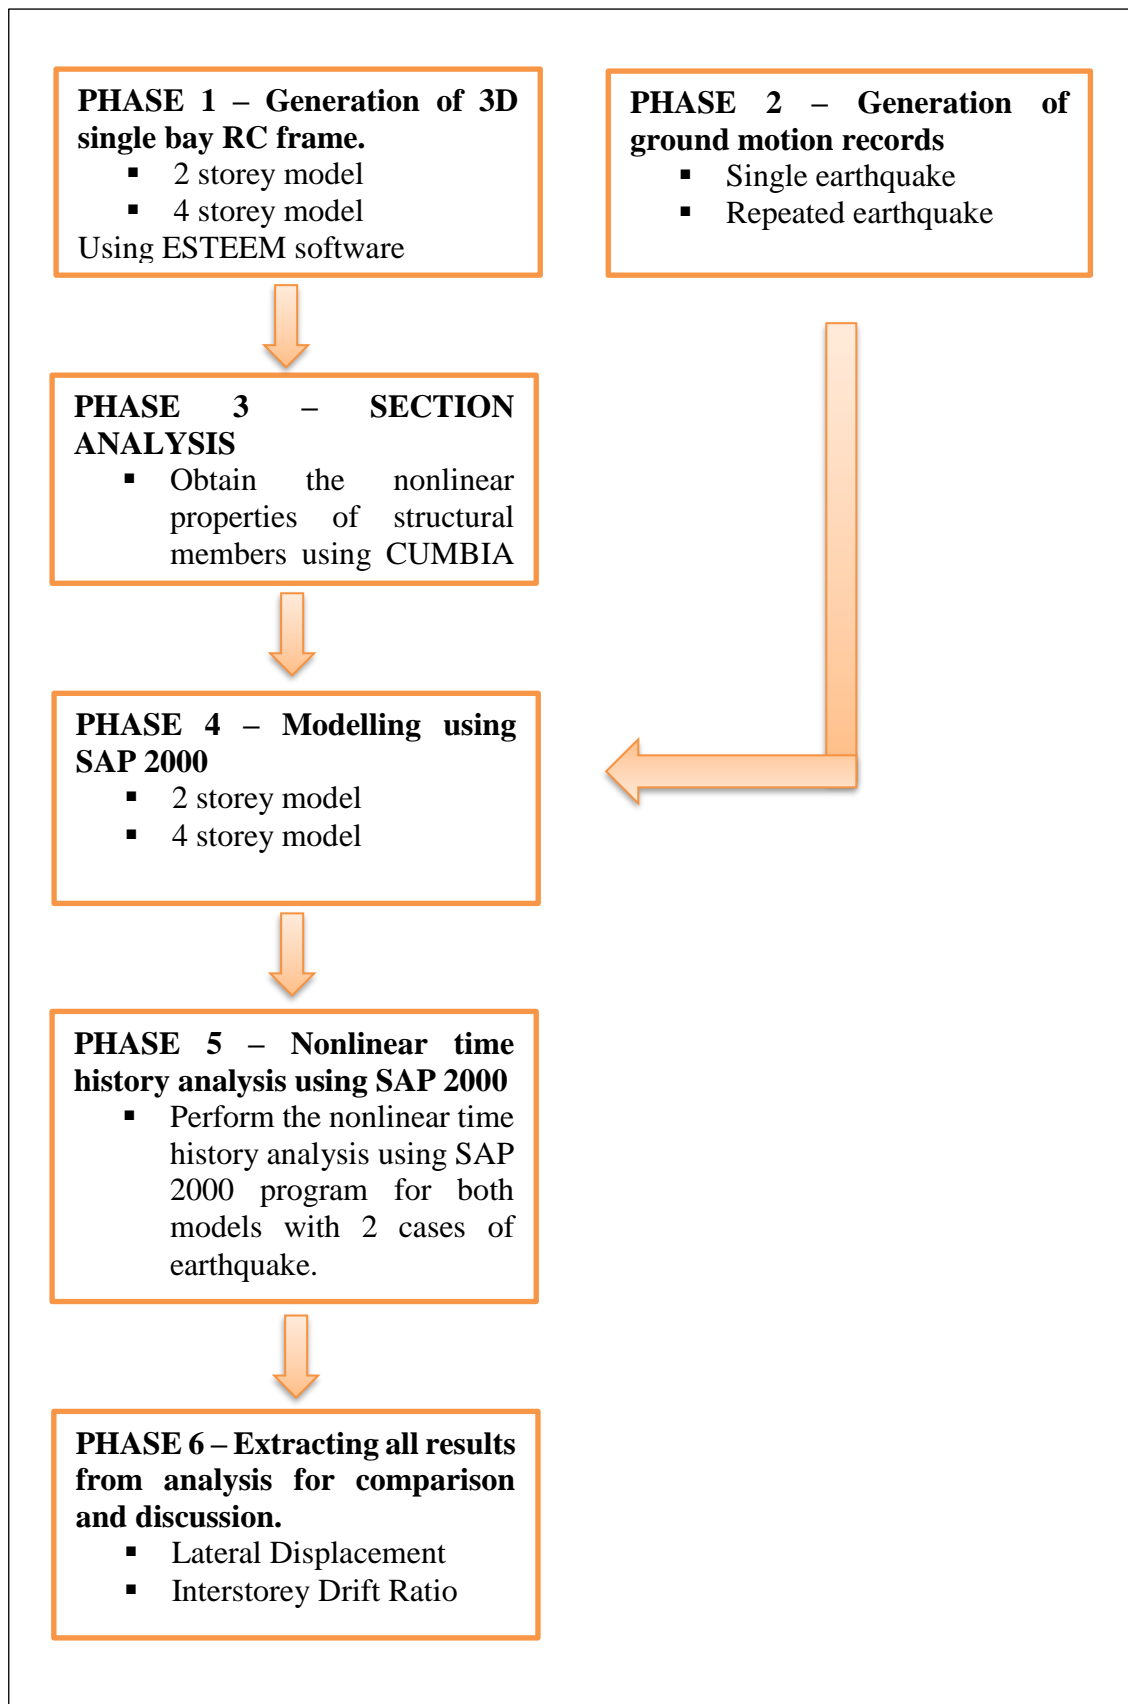 PHASE 1 – Generation of 3D
single bay RC frame.
▪ 2 storey model
▪ 4 storey model
Using ESTEEM software
PHASE 2 – Generation of
ground motion records
▪ Single earthquake
▪ Repeated earthquake
PHASE 3 – SECTION
ANALYSIS
▪ Obtain the nonlinear
properties of structural
members using CUMBIA
PHASE 4 – Modelling using
SAP 2000
▪ 2 storey model
▪ 4 storey model
PHASE 5 – Nonlinear time
history analysis using SAP 2000
▪ Perform the nonlinear time
history analysis using SAP
2000 program for both
models with 2 cases of
earthquake.
PHASE 6 – Extracting all results
from analysis for comparison
and discussion.
▪ Lateral Displacement
▪ Interstorey Drift Ratio